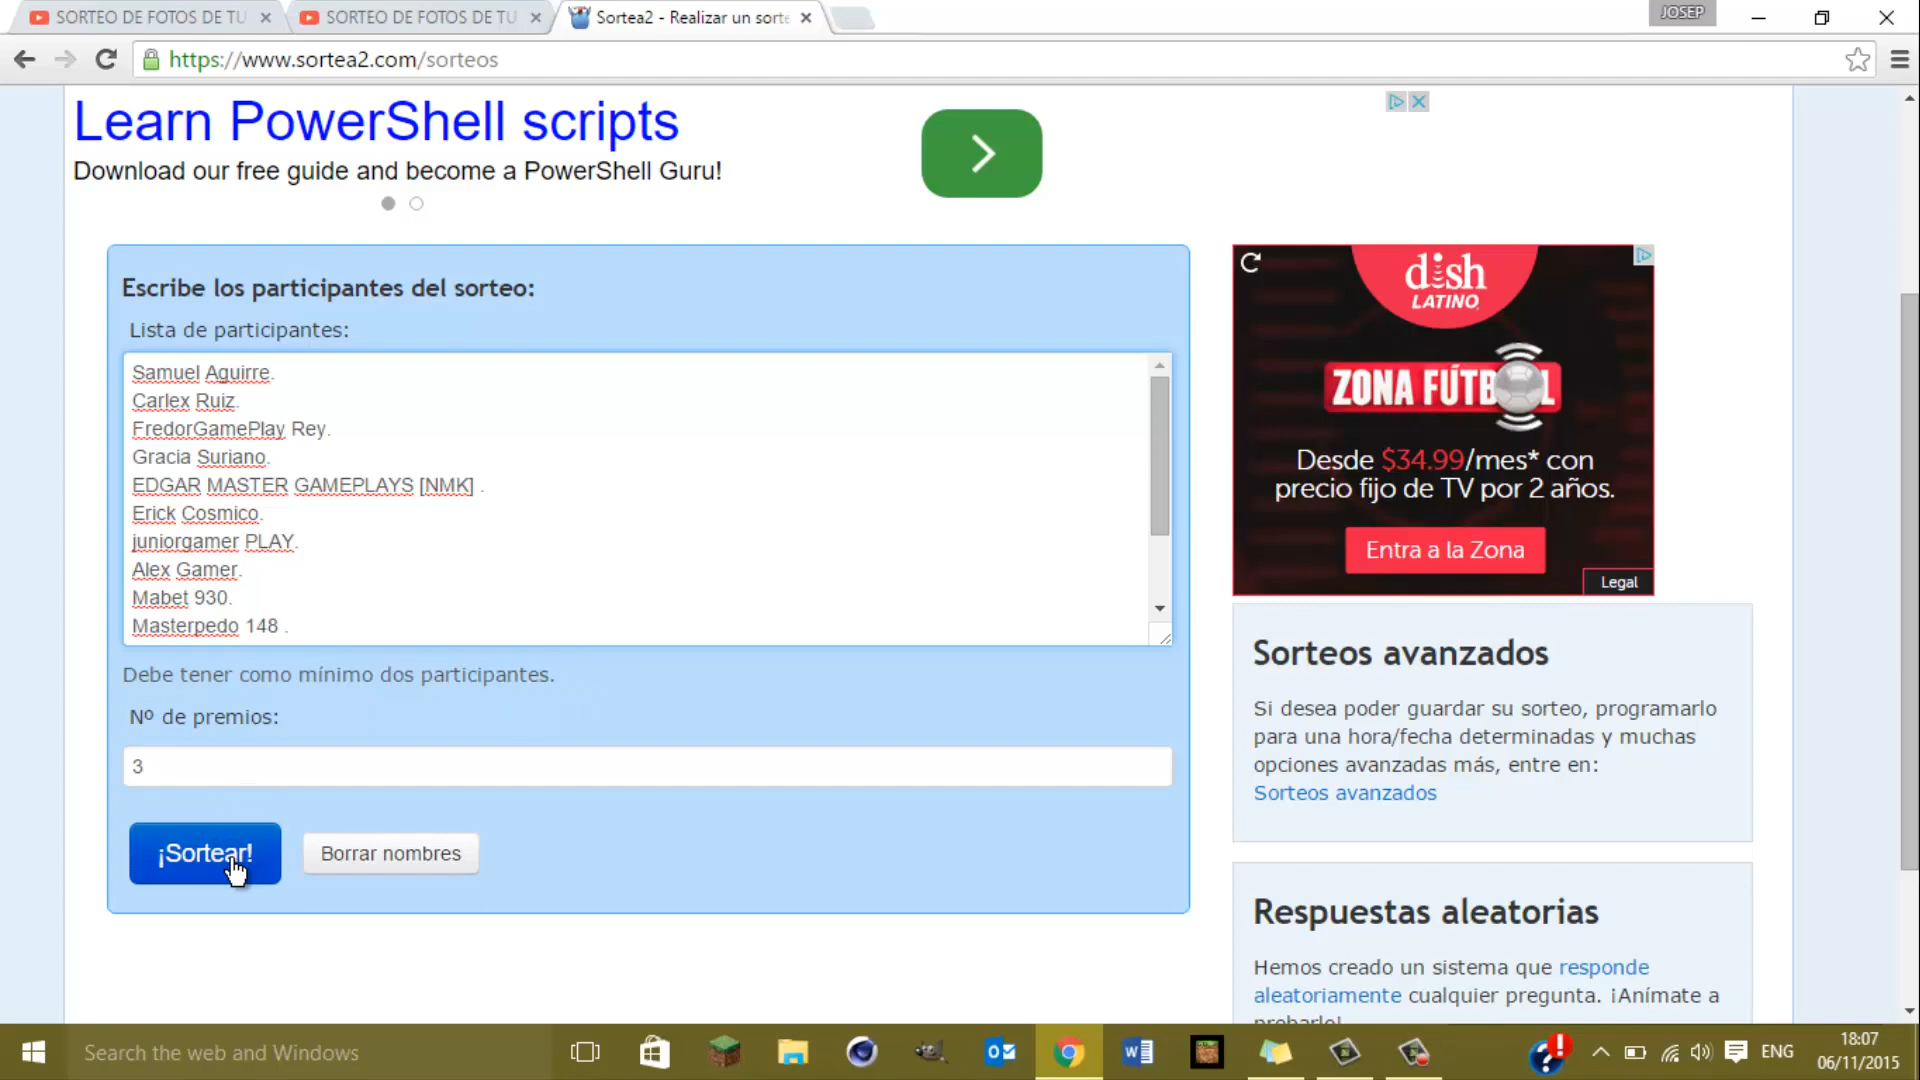 SORTEO DE FOTOS DE TU
SORTEO DE FOTOS DE TU
Sortea2 - Realizar un sorte
JOSEP
https://www.sortea2.com/sorteos
Learn PowerShell scripts
Download our free guide and become a PowerShell Guru!
Escribe los participantes del sorteo:
Lista de participantes:
Samuel Aguirre.
Carlex Ruiz.
FredorGamePlay Rey.
Gracia Suriano.
EDGAR MASTER GAMEPLAYS [NMK] .
Erick Cosmico.
juniorgamer PLAY.
Alex Gamer.
Mabet 930.
Masterpedo 148 .
Debe tener como mínimo dos participantes.
Nº de premios:
3
¡Sortear!
Borrar nombres
dish
LATINO
ZONA FÚTBOL
Desde $34.99/mes* con
precio fijo de TV por 2 años.
Entra a la Zona
Legal
Sorteos avanzados
Si desea poder guardar su sorteo, programarlo
para una hora/fecha determinadas y muchas
opciones avanzadas más, entre en:
Sorteos avanzados
Respuestas aleatorias
Hemos creado un sistema que responde
aleatoriamente cualquier pregunta. ¡Anímate a
probarlo!
Search the web and Windows
ENG
18:07
06/11/2015